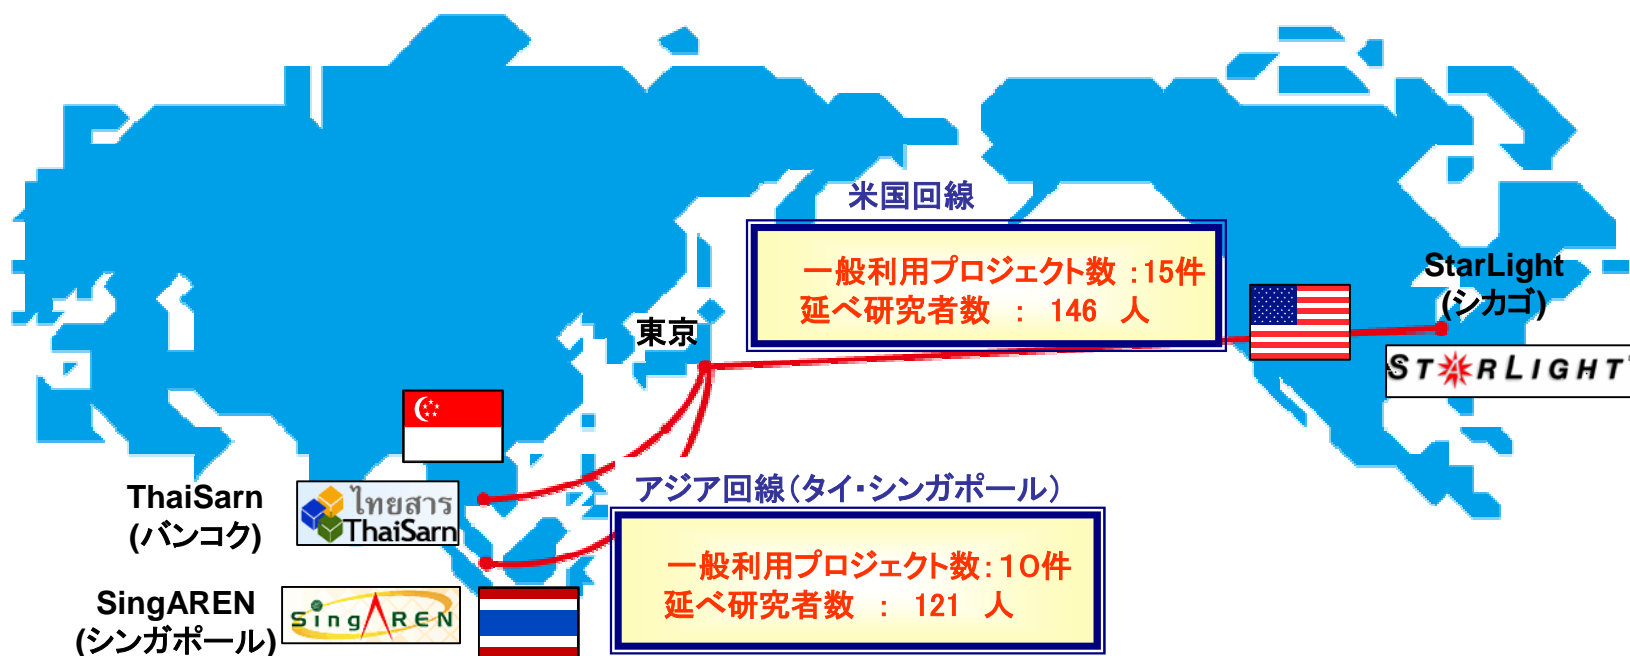 米国回線
一般利用プロジェクト数 :15件
延べ研究者数 : 146 人
StarLight
(シカゴ)
STARLIGHT
東京
アジア回線(タイ・シンガポール)
一般利用プロジェクト数:10件
延べ研究者数 : 121 人
ThaiSarn
(バンコク)
ไทยสาร
ThaiSarn
SingAREN
(シンガポール)
SingAREN